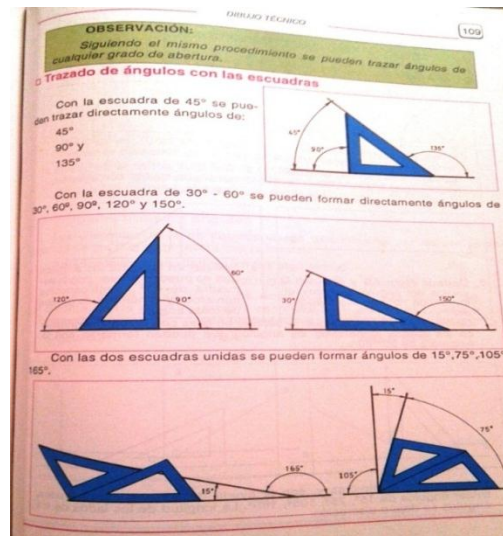 DIBUJO TÉCNICO
109
OBSERVACIÓN:
Siguiendo el mismo procedimiento se pueden trazar ángulos de
cualquier grado de abertura.
Trazado de ángulos con las escuadras
Con la escuadra de 45° se pue-
den trazar directamente ángulos de:
45°
90° y
135°
45°
90°
135°
Con la escuadra de 30° - 60° se pueden formar directamente ángulos de
30°, 60º, 90º, 120° y 150°.
120°
90°
60°
30°
150°
Con las dos escuadras unidas se pueden formar ángulos de 15°,75°,105°
165°.
15°
165°
105°
15°
75°